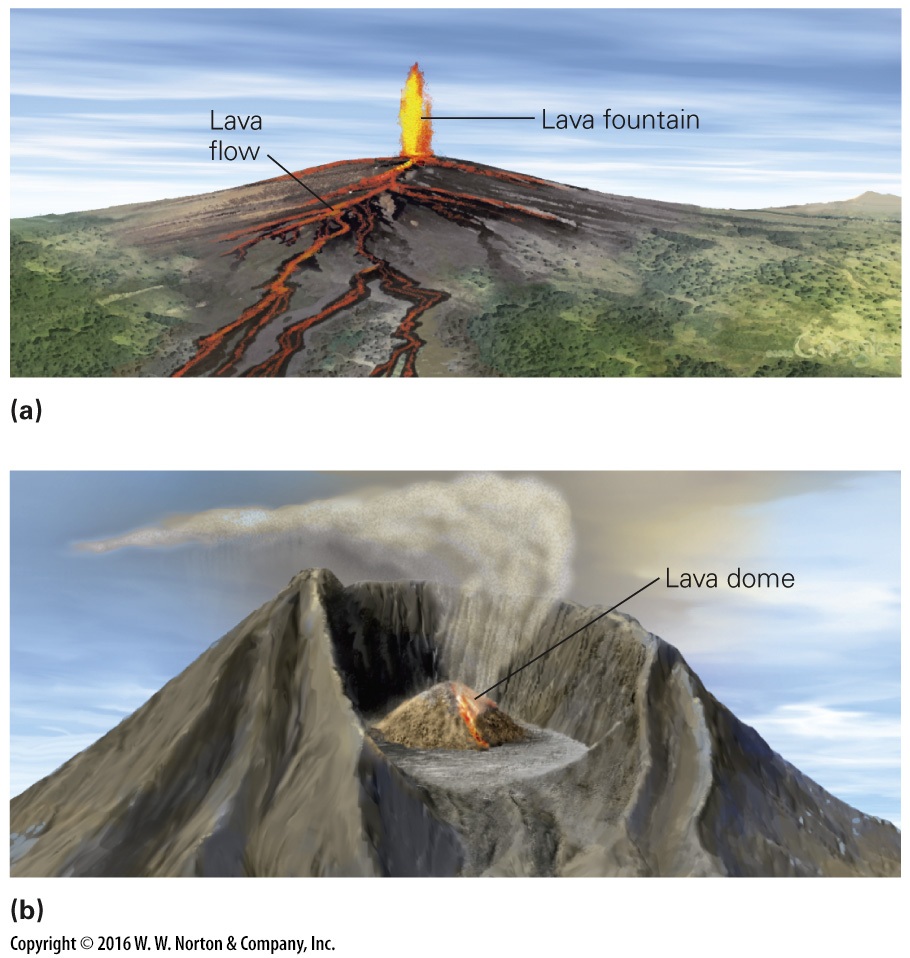 Lava
flow
Lava fountain
(a)
Lava dome
(b)
Copyright © 2016 W. W. Norton & Company, Inc.